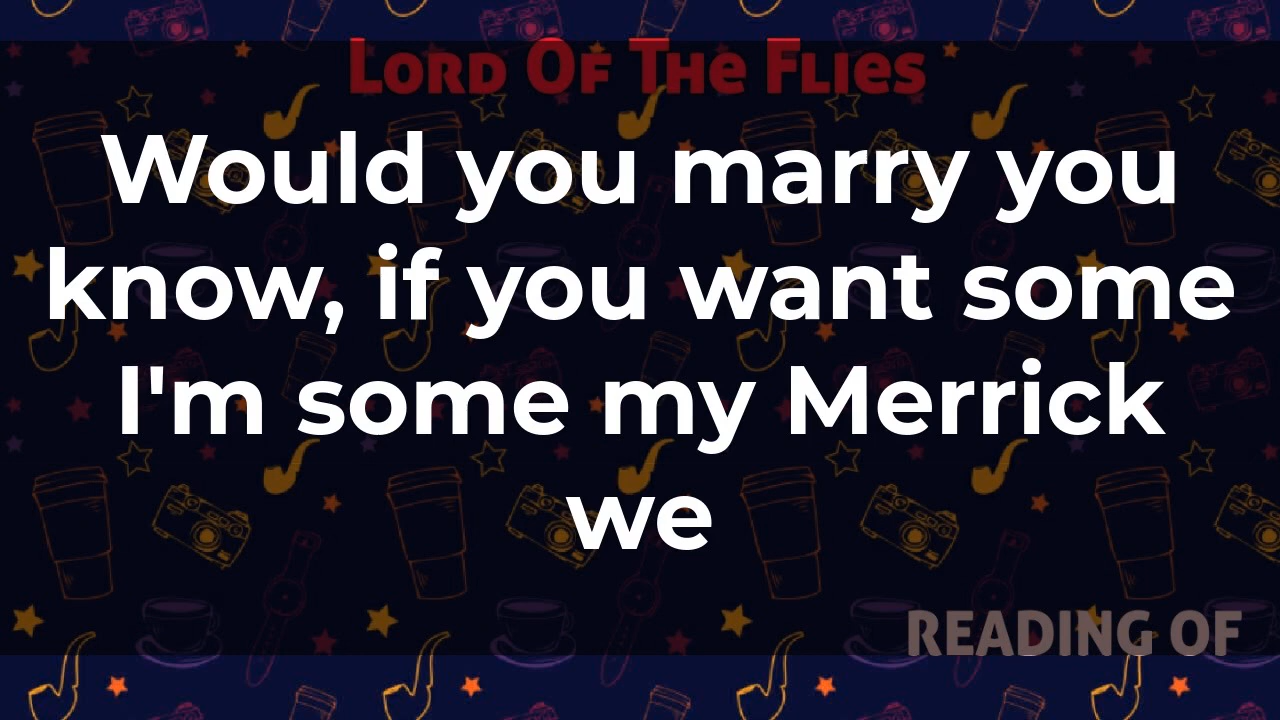 Lord Of The Flies
Would you marry you
know, if you want some
I'm some my Merrick
we
READING OF